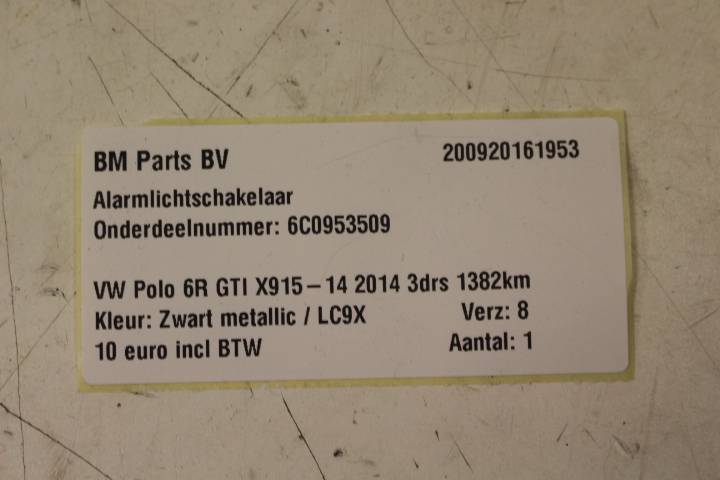 BM Parts BV 200920161953
Alarmlichtschakelaar
Onderdeelnummer: 6C0953509
VW Polo 6R GTI X915-14 2014 3drs 1382km
Kleur: Zwart metallic / LC9X Verz: 8
10 euro incl BTW Aantal: 1